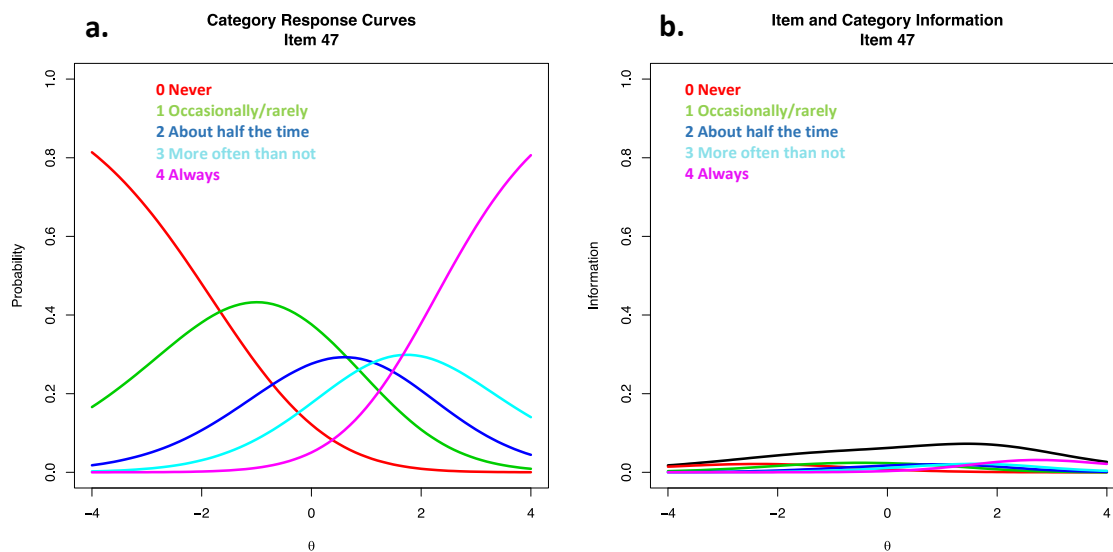 a.
Category Response Curves
Item 47
0 Never
1 Occasionally/rarely
2 About half the time
3 More often than not
4 Always
Probability
0.0
0.2
0.4
0.6
0.8
1.0
−4
−2
0
2
4
θ
b.
Item and Category Information
Item 47
0 Never
1 Occasionally/rarely
2 About half the time
3 More often than not
4 Always
Information
0.0
0.2
0.4
0.6
0.8
1.0
−4
−2
0
2
4
θ